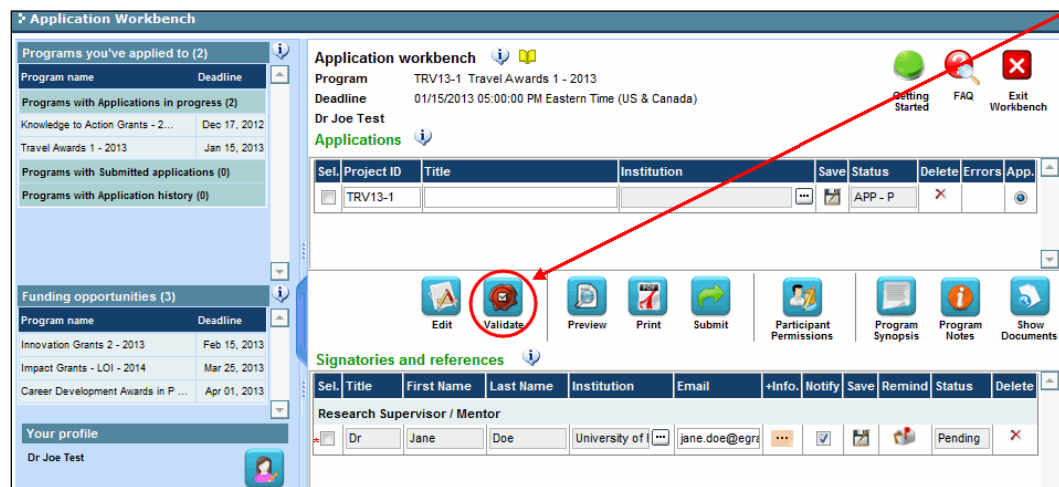 Application Workbench
Programs you've applied to (2)
Program name Deadline
Programs with Applications in progress (2)
Knowledge to Action Grants - 2... Dec 17, 2012
Travel Awards 1 - 2013 Jan 15, 2013
Programs with Submitted applications (0)
Programs with Application history (0)
Funding opportunities (3)
Program name Deadline
Innovation Grants 2 - 2013 Feb 15, 2013
Impact Grants - LOI - 2014 Mar 25, 2013
Career Development Awards in P ... Apr 01, 2013
Your profile
Dr Joe Test
Application workbench
Program TRV13-1 Travel Awards 1 - 2013
Deadline 01/15/2013 05:00:00 PM Eastern Time (US & Canada)
Dr Joe Test
Getting Started
FAQ
Exit Workbench
Applications
Sel. Project ID Title Institution Save Status Delete Errors App.
TRV13-1 APP - P
Edit Validate Preview Print Submit Participant Permissions Program Synopsis Program Notes Show Documents
Signatories and references
Sel. Title First Name Last Name Institution Email +Info. Notify Save Remind Status Delete
Research Supervisor / Mentor
Dr Jane Doe University of jane.doe@egra Pending